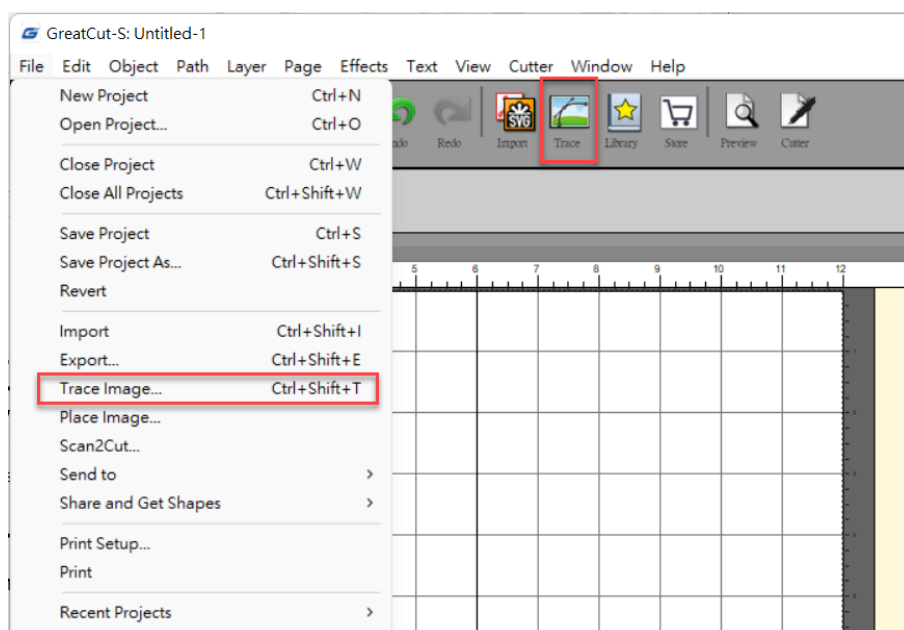 GreatCut-S: Untitled-1
File Edit Object Path Layer Page Effects Text View Cutter Window Help
New Project Ctrl+N
Open Project... Ctrl+O
Close Project Ctrl+W
Close All Projects Ctrl+Shift+W
Save Project Ctrl+S
Save Project As... Ctrl+Shift+S
Revert
Import Ctrl+Shift+I
Export... Ctrl+Shift+E
Trace Image... Ctrl+Shift+T
Place Image...
Scan2Cut...
Send to
Share and Get Shapes
Print Setup...
Print
Recent Projects
SVG
Redo Import Trace Library Store Preview Cutter
5 6 7 8 9 10 11 12